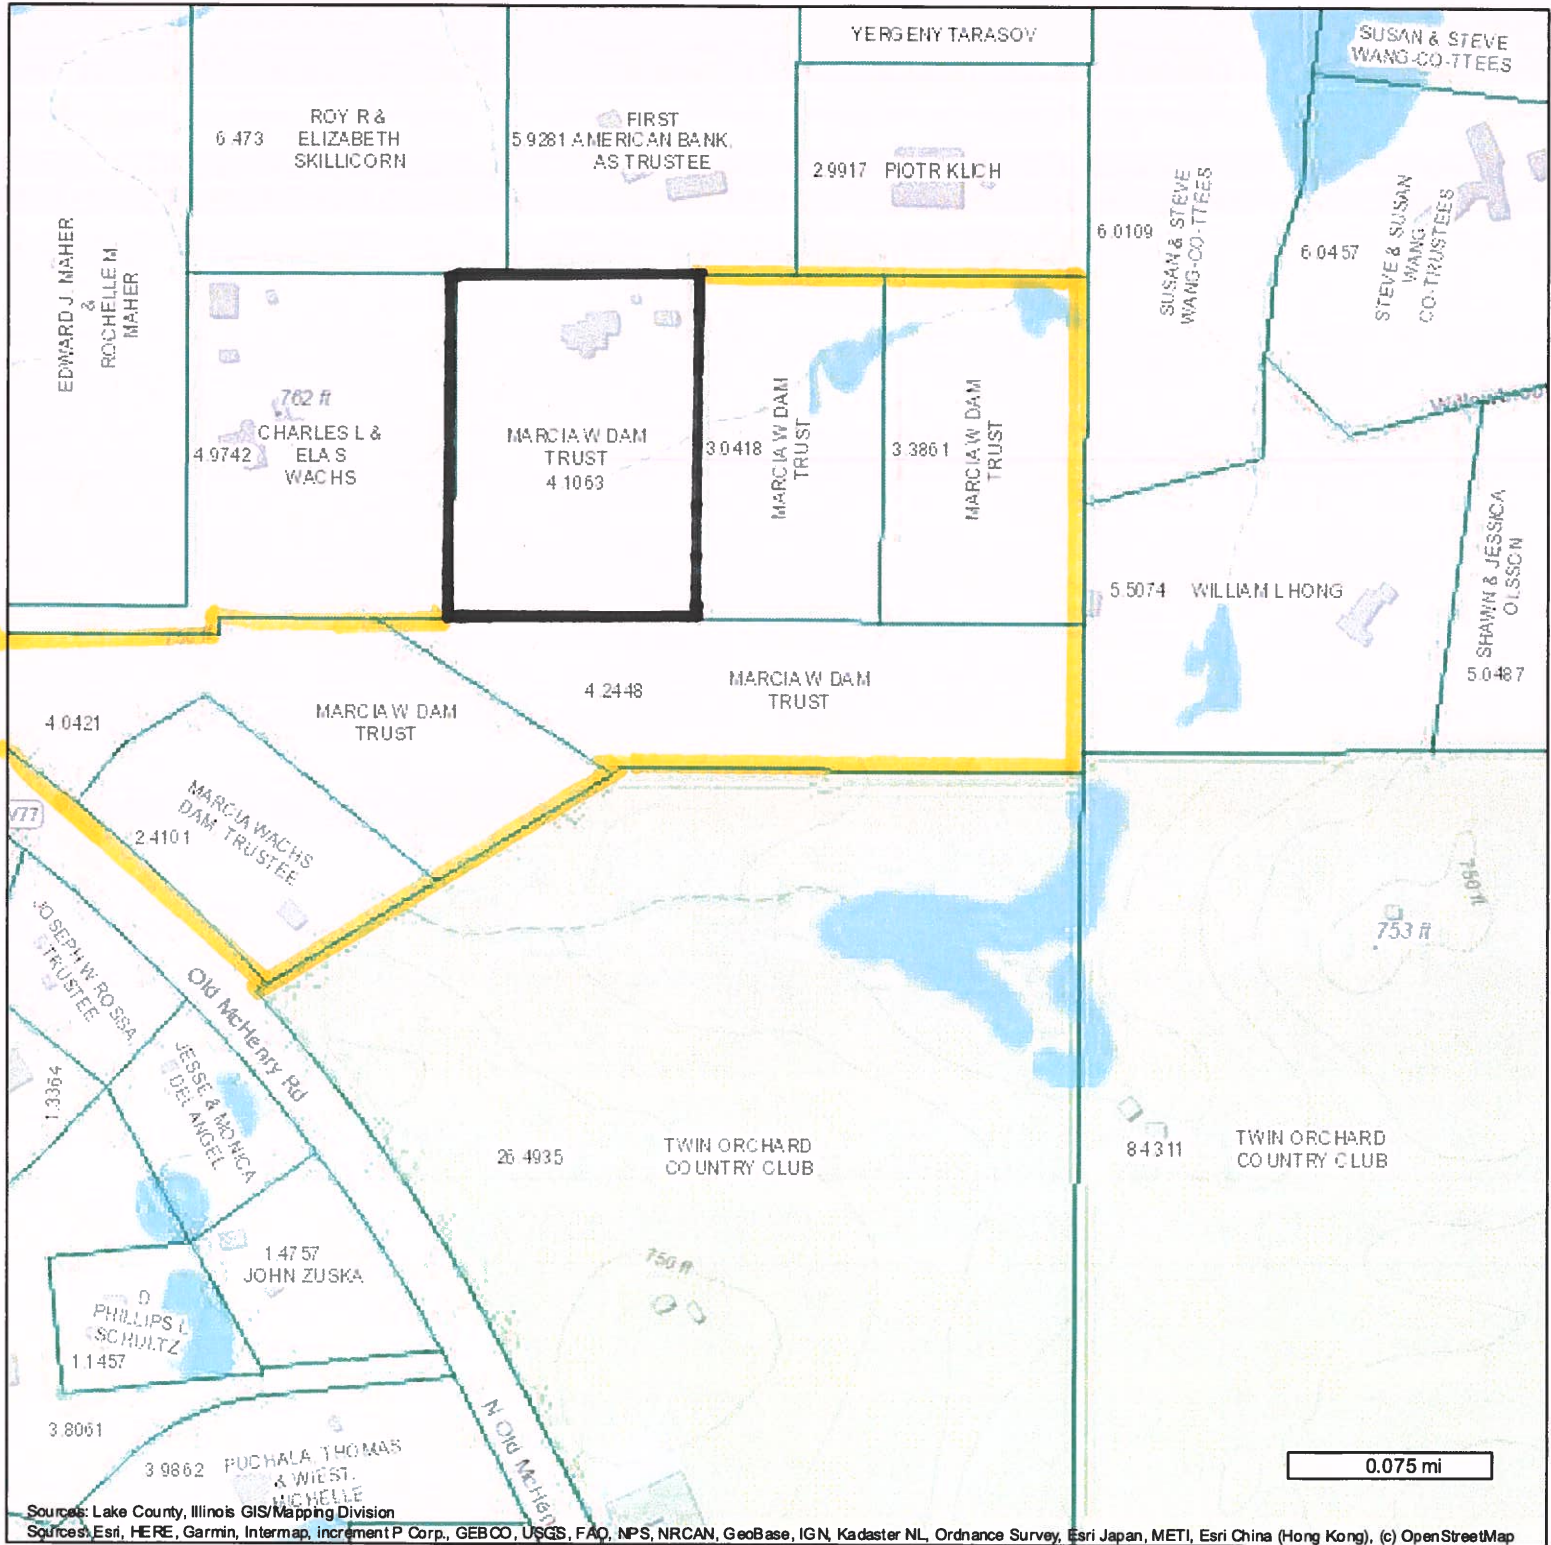 YERGENY TARASOV
SUSAN & STEVE
WANG-CO-TTEES
6.473
ROY R &
ELIZABETH
SKILLICORN
FIRST
5.9281 AMERICAN BANK,
AS TRUSTEE
2.9917 PIOTR KLICH
6.0109
SUSAN & STEVE
WANG-CO-TTEES
6.0457
STEVE & SUSAN
WANG
CO-TRUSTEES
EDWARD J. MAHER
&
ROCHELLE M.
MAHER
762 ft
4.9742
CHARLES L &
ELA S
WACHS
MARCIA W DAM
TRUST
4.1063
3.0418
MARCIA W DAM
TRUST
3.3861
MARCIA W DAM
TRUST
5.5074 WILLIAM L HONG
SHAWN & JESSICA
OLSSON
5.0487
4.0421
MARCIA W DAM
TRUST
4.2448
MARCIA W DAM
TRUST
2.4101
MARCIA WACHS
DAM, TRUSTEE
V77
750 ft
753 ft
JOSEPH W ROSSA,
TRUSTEE
Old McHenry Rd
1.3364
JESSE & MONICA
DEL ANGEL
26.4935
TWIN ORCHARD
COUNTRY CLUB
8.4311
TWIN ORCHARD
COUNTRY CLUB
1.4757
JOHN ZUSKA
750 ft
D
PHILLIPS L
SCHULTZ
1.1457
3.8061
3.9862
PUCHALA, THOMAS
& WIEST,
MICHELLE
N Old McHen
0.075 mi
Sources: Lake County, Illinois GIS/Mapping Division
Sources: Esri, HERE, Garmin, Intermap, increment P Corp., GEBCO, USGS, FAO, NPS, NRCAN, GeoBase, IGN, Kadaster NL, Ordnance Survey, Esri Japan, METI, Esri China (Hong Kong), (c) OpenStreetMap